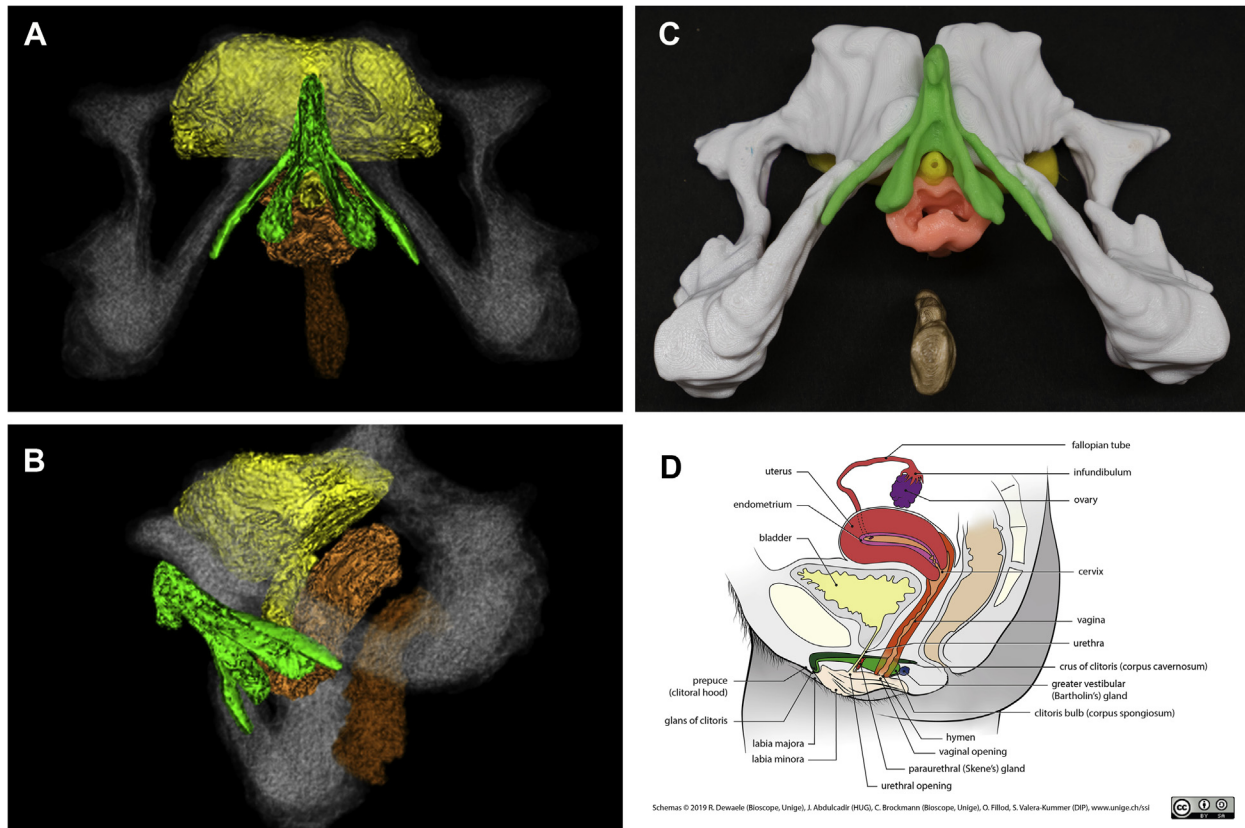 A
C
B
D
fallopian tube
uterus
infundibulum
endometrium
ovary
bladder
cervix
vagina
urethra
crus of clitoris (corpus cavernosum)
prepuce
(clitoral hood)
greater vestibular
(Bartholin's) gland
glans of clitoris
clitoris bulb (corpus spongiosum)
labia majora
hymen
labia minora
vaginal opening
paraurethral (Skene's) gland
urethral opening
Schemas © 2019 R. Dewaele (Bioscope, Unige), J. Abdulcadir (HUG), C. Brockmann (Bioscope, Unige), O. Fillod, S. Valera-Kummer (DIP), www.unige.ch/ssi
cc
BY SA